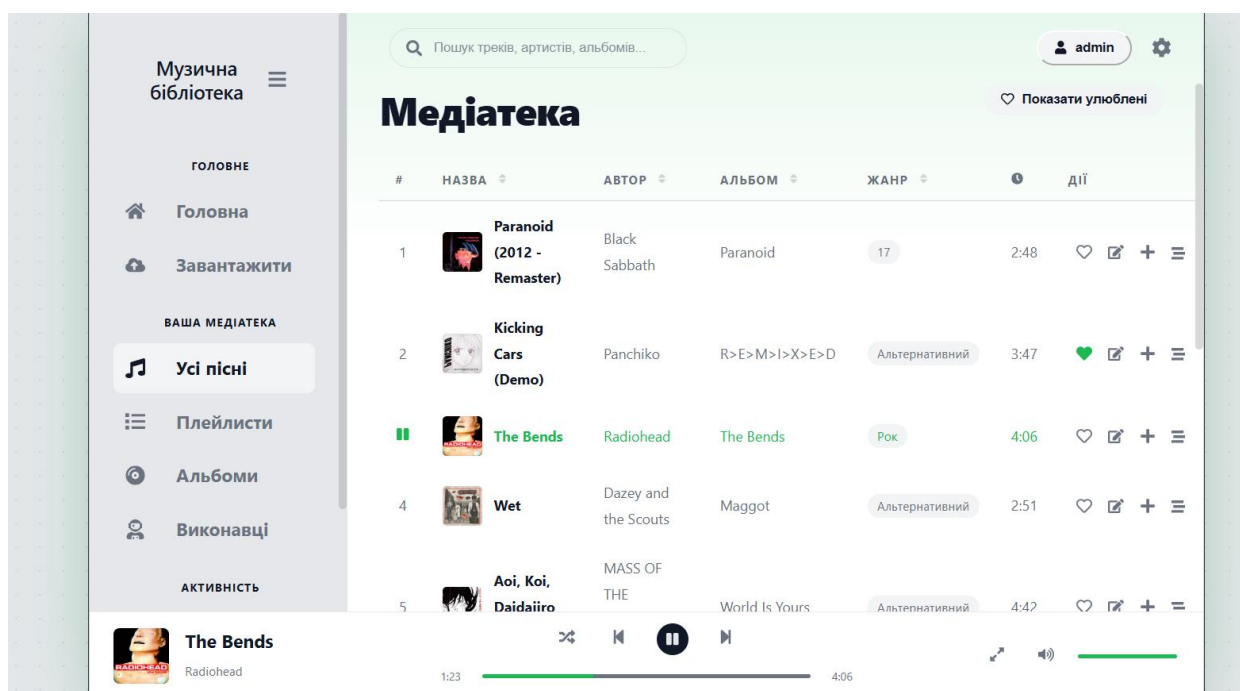 Музична
бібліотека
Пошук треків, артистів, альбомів...
admin
Медіатека
Показати улюблені
ГОЛОВНЕ
Головна
Завантажити
ВАША МЕДІАТЕКА
Усі пісні
Плейлисти
Альбоми
Виконавці
АКТИВНІСТЬ
# НАЗВА АВТОР АЛЬБОМ ЖАНР ДІЇ
1 Paranoid (2012 - Remaster) Black Sabbath Paranoid 17 2:48
2 Kicking Cars (Demo) Panchiko R>E>M>I>X>E>D Альтернативний 3:47
The Bends Radiohead The Bends Рок 4:06
4 Wet Dazey and the Scouts Maggot Альтернативний 2:51
5 Aoi, Koi, Daidaiiro MASS OF THE World Is Yours Альтернативний 4:42
RADIOHEAD
The Bends
Radiohead
1:23 4:06